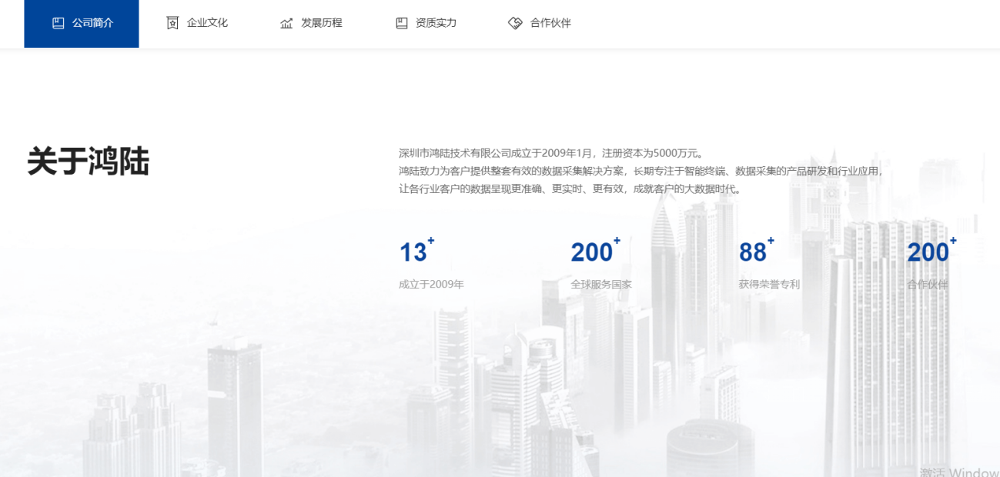 公司简介
企业文化
发展历程
资质实力
合作伙伴
关于鸿陆
深圳市鸿陆技术有限公司成立于2009年1月，注册资本为5000万元。
鸿陆致力为客户提供整套有效的数据采集解决方案，长期专注于智能终端、数据采集的产品研发和行业应用，
让各行业客户的数据呈现更准确、更实时、更有效，成就客户的大数据时代。
13+
200+
88+
200+
成立于2009年
全球服务国家
获得荣誉专利
合作伙伴
激活 Window